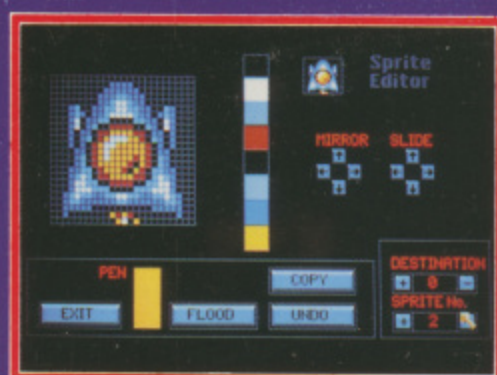 Sprite
Editor
MIRROR SLIDE
PEN
COPY
EXIT
FLOOD
UNDO
DESTINATION
+ 0 -
SPRITE No.
+ 2